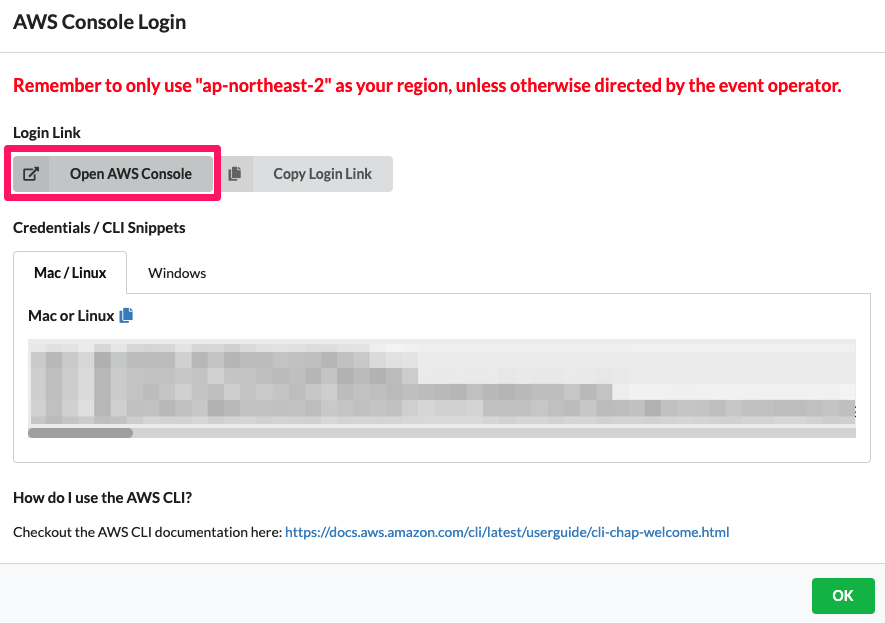 AWS Console Login
Remember to only use "ap-northeast-2" as your region, unless otherwise directed by the event operator.
Login Link
Open AWS Console
Copy Login Link
Credentials / CLI Snippets
Mac / Linux
Windows
Mac or Linux
How do I use the AWS CLI?
Checkout the AWS CLI documentation here: https://docs.aws.amazon.com/cli/latest/userguide/cli-chap-welcome.html
OK